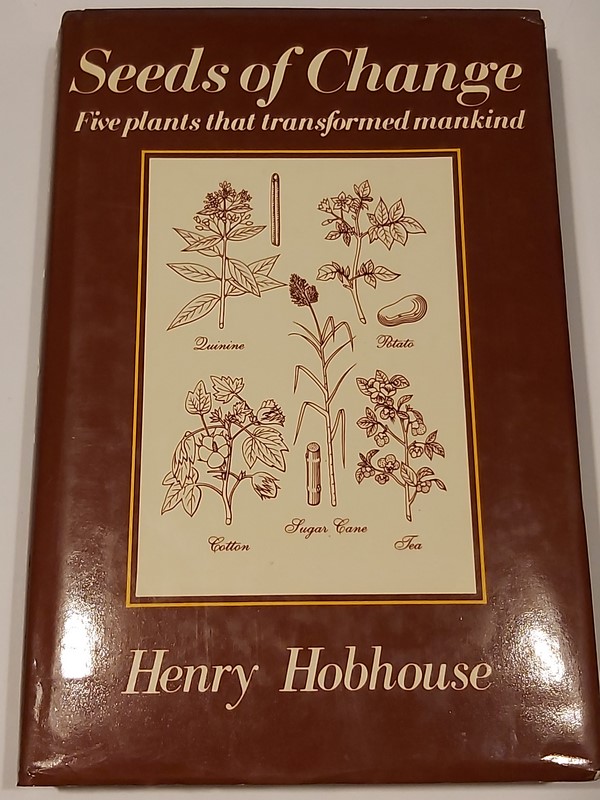 Seeds of Change
Five plants that transformed mankind
Quinine
Potato
Cotton
Sugar Cane
Tea
Henry Hobhouse